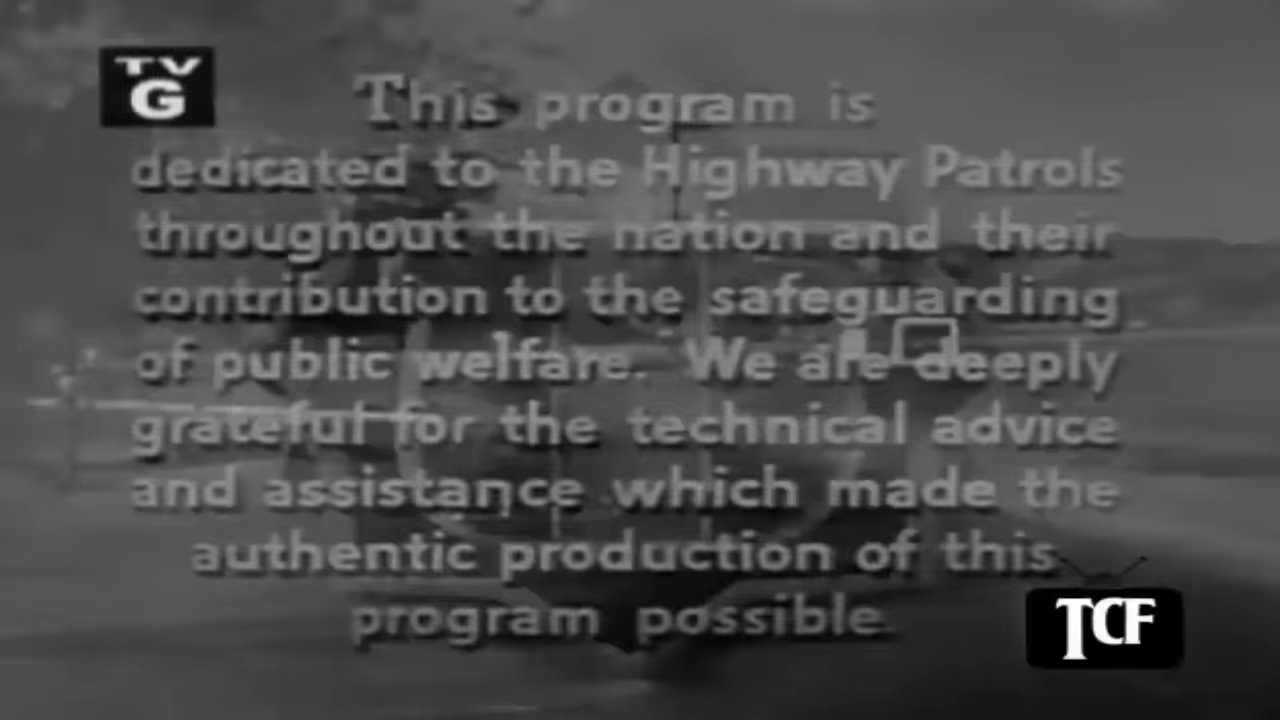 TV
G
This program is
dedicated to the Highway Patrols
throughout the nation and their
contribution to the safeguarding
of public welfare. We are deeply
grateful for the technical advice
and assistance which made the
authentic production of this
program possible.
TCF